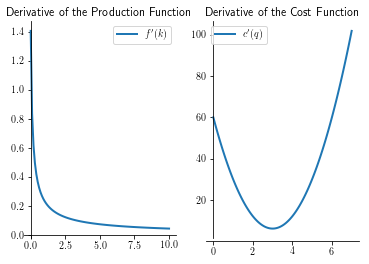 Derivative of the Production Function
f′(k)
1.4
1.2
1.0
0.8
0.6
0.4
0.2
0.0
0.0 2.5 5.0 7.5 10.0
Derivative of the Cost Function
c′(q)
100
80
60
40
20
0 2 4 6